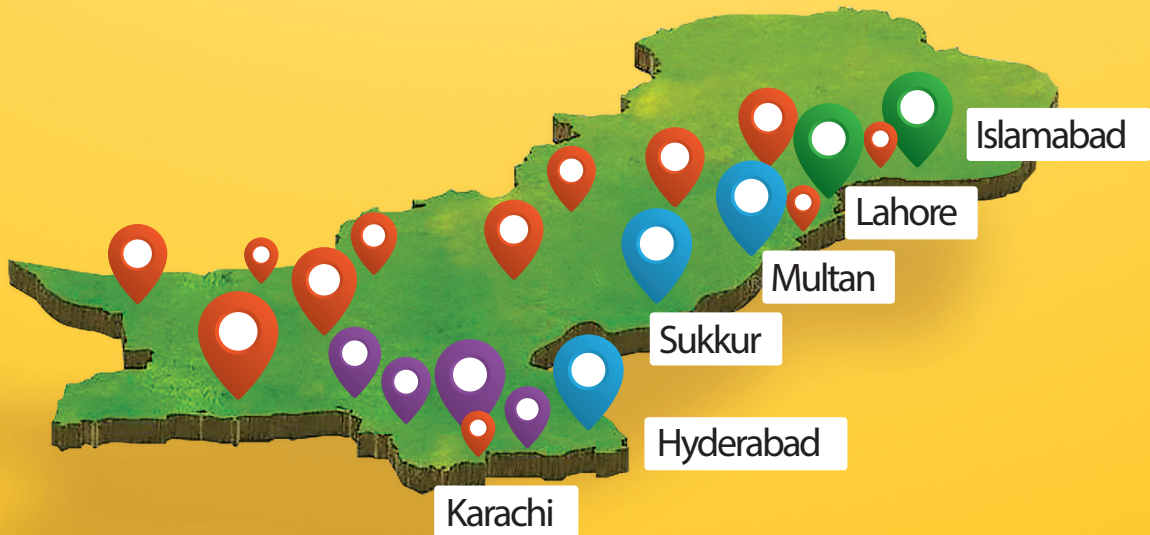 Islamabad
Lahore
Multan
Sukkur
Hyderabad
Karachi